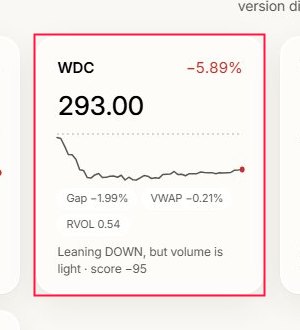 version di
WDC −5.89%
293.00
Gap −1.99% VWAP −0.21%
RVOL 0.54
Leaning DOWN, but volume is
light · score −95